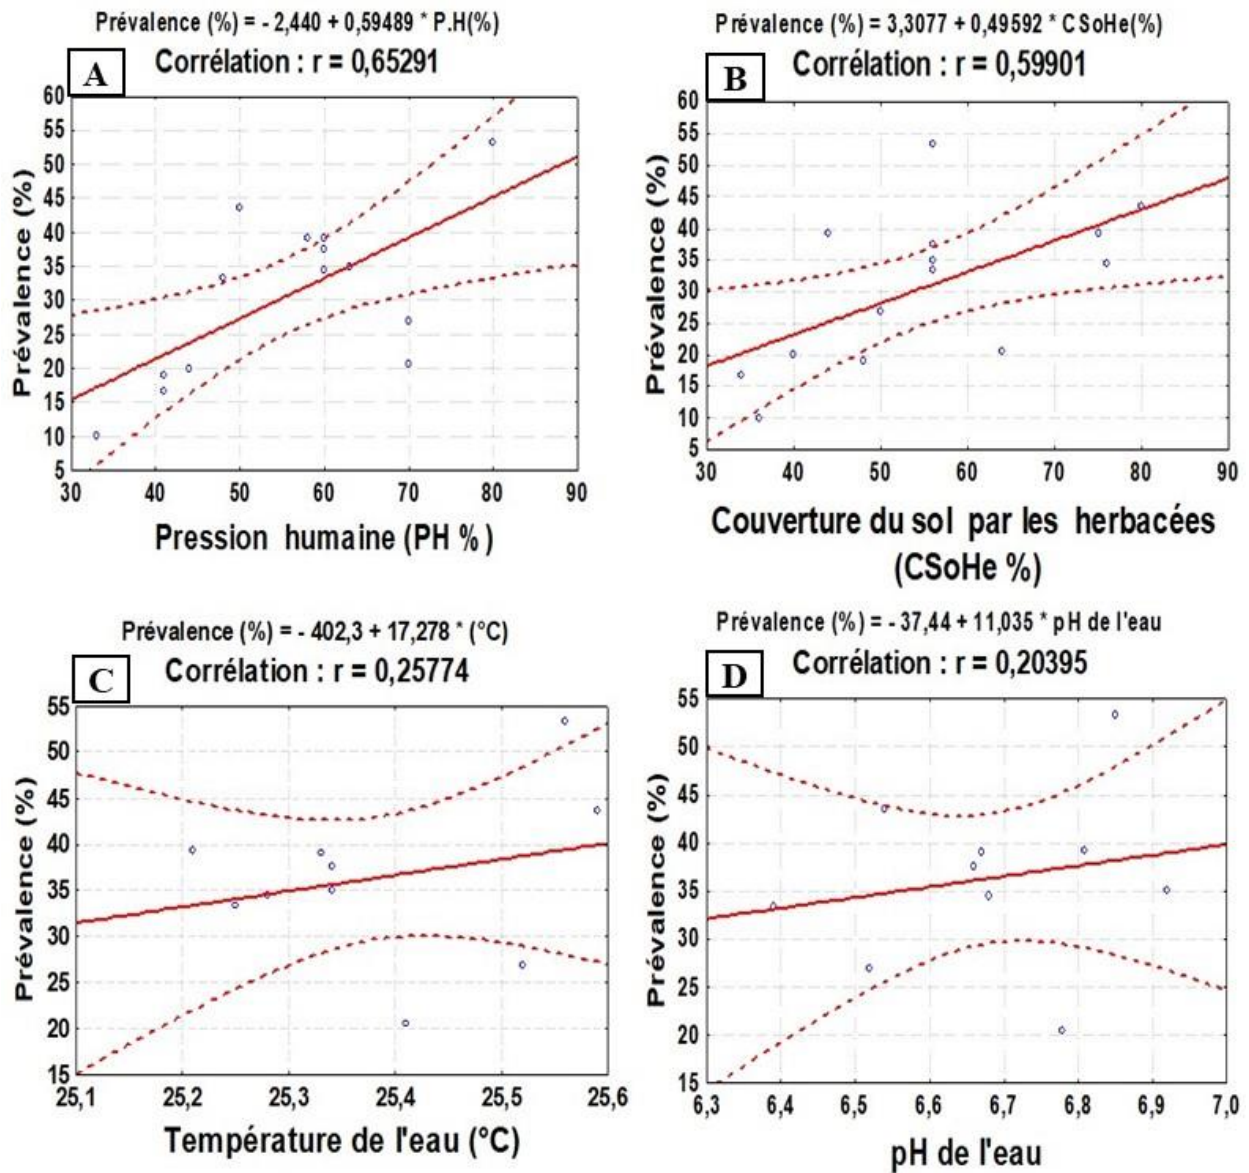 Prévalence (%) = - 2,440 + 0,59489 * P.H(%)
Corrélation : r = 0,65291
A
60
55
50
45
40
35
30
25
20
15
10
5
Prévalence (%)
30 40 50 60 70 80 90
Pression humaine (PH %)
Prévalence (%) = 3,3077 + 0,49592 * CSoHe(%)
Corrélation : r = 0,59901
B
60
55
50
45
40
35
30
25
20
15
10
5
Prévalence (%)
30 40 50 60 70 80 90
Couverture du sol par les herbacées
(CSoHe %)
Prévalence (%) = - 402,3 + 17,278 * (°C)
Corrélation : r = 0,25774
C
55
50
45
40
35
30
25
20
15
Prévalence (%)
25,1 25,2 25,3 25,4 25,5 25,6
Température de l'eau (°C)
Prévalence (%) = - 37,44 + 11,035 * pH de l'eau
Corrélation : r = 0,20395
D
55
50
45
40
35
30
25
20
15
Prévalence (%)
6,3 6,4 6,5 6,6 6,7 6,8 6,9 7,0
pH de l'eau